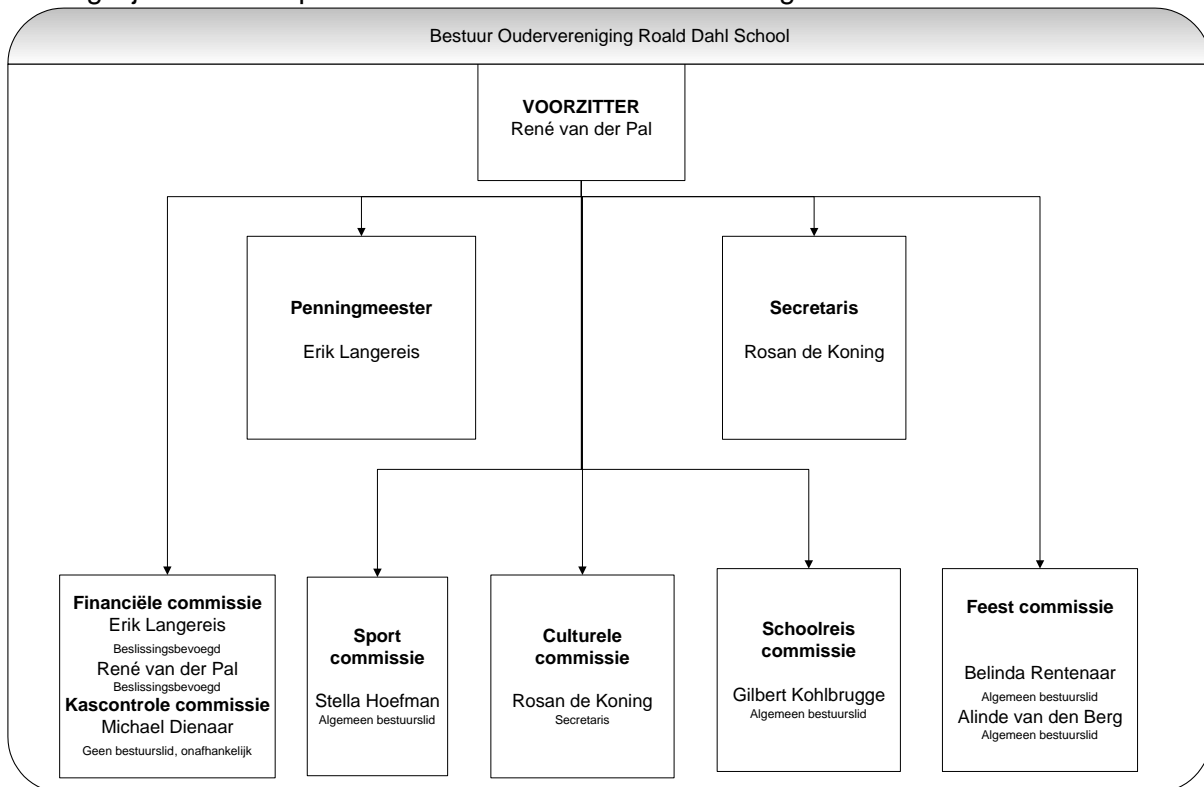 Bestuur Oudervereniging Roald Dahl School
VOORZITTER
René van der Pal
Penningmeester
Erik Langereis
Secretaris
Rosan de Koning
Financiële commissie
Erik Langereis
Beslissingsbevoegd
René van der Pal
Beslissingsbevoegd
Kascontrole commissie
Michael Dienaar
Geen bestuurslid, onafhankelijk
Sport
commissie
Stella Hoefman
Algemeen bestuurslid
Culturele
commissie
Rosan de Koning
Secretaris
Schoolreis
commissie
Gilbert Kohlbrugge
Algemeen bestuurslid
Feest commissie
Belinda Rentenaar
Algemeen bestuurslid
Alinde van den Berg
Algemeen bestuurslid